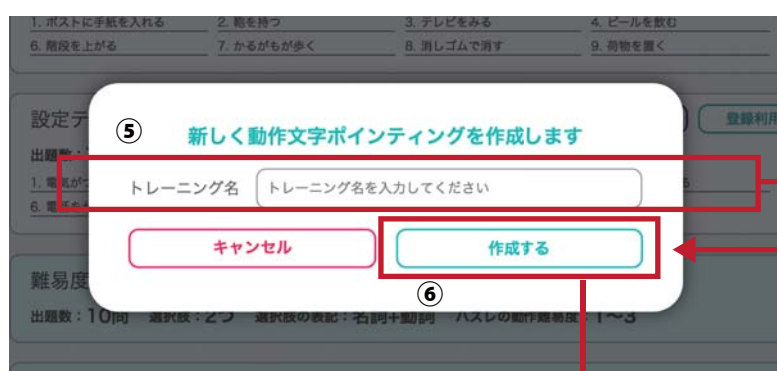 1. ポストに手紙を入れる 2. 鞄を持つ 3. テレビをみる 4. ビールを飲む
6. 階段を上がる 7. かるがもが歩く 8. 消しゴムで消す 9. 荷物を置く
設定デ
⑤
新しく動作文字ポインティングを作成します
登録利用
出題数：
トレーニング名 トレーニング名を入力してください
1. 電気がつ
6. 電
キャンセル 作成する
⑥
難易度
出題数：10問 選択肢：2つ 選択肢の表記：名詞+動詞 ハズレの動作難易度：1〜3